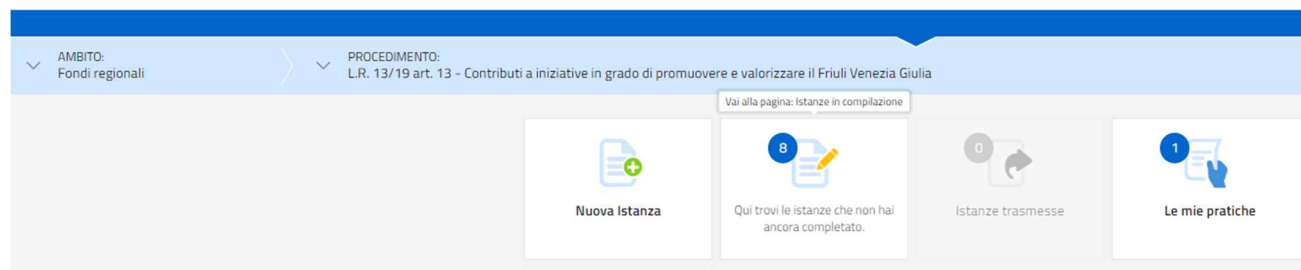 AMBITO:
Fondi regionali
PROCEDIMENTO:
L.R. 13/19 art. 13 - Contributi a iniziative in grado di promuovere e valorizzare il Friuli Venezia Giulia
Vai alla pagina: Istanze in compilazione
Nuova Istanza
8
Qui trovi le istanze che non hai
ancora completato.
0
Istanze trasmesse
1
Le mie pratiche